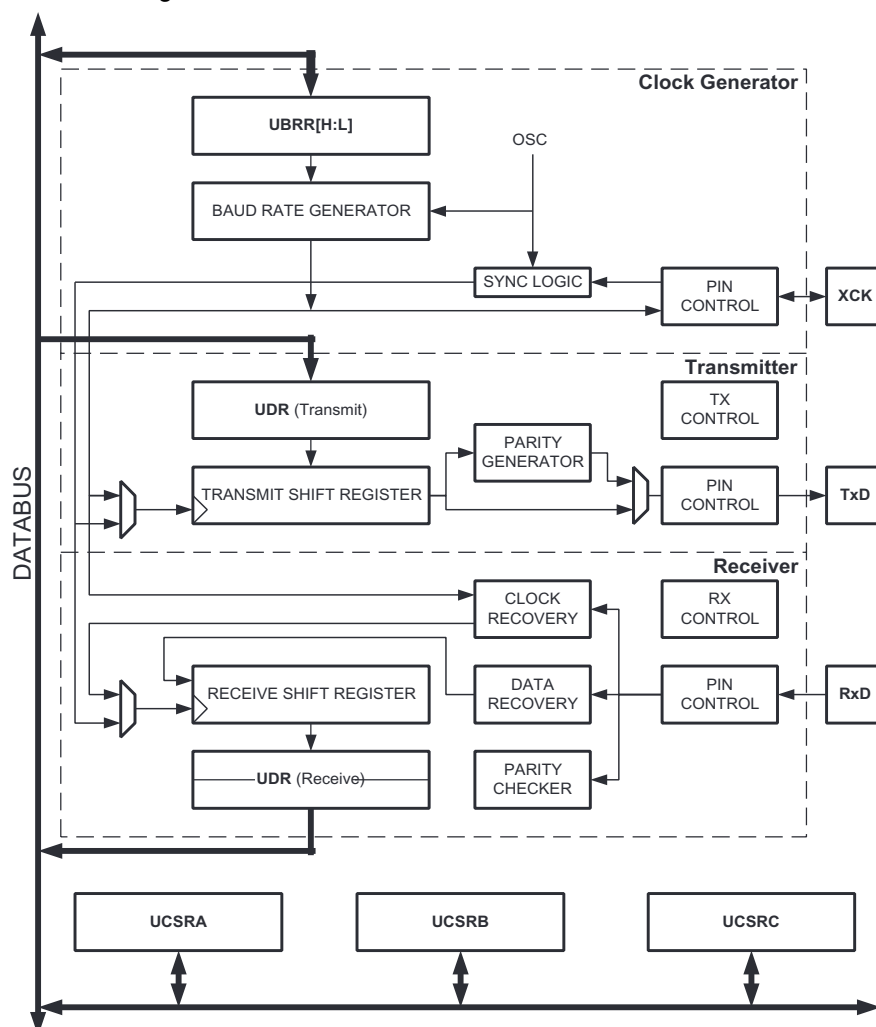 Clock Generator
UBRR[H:L]
OSC
BAUD RATE GENERATOR
SYNC LOGIC
PIN
CONTROL
XCK
Transmitter
UDR (Transmit)
TX
CONTROL
PARITY
GENERATOR
TRANSMIT SHIFT REGISTER
PIN
CONTROL
TxD
DATABUS
Receiver
CLOCK
RECOVERY
RX
CONTROL
RECEIVE SHIFT REGISTER
DATA
RECOVERY
PIN
CONTROL
RxD
UDR (Receive)
PARITY
CHECKER
UCSRA
UCSRB
UCSRC